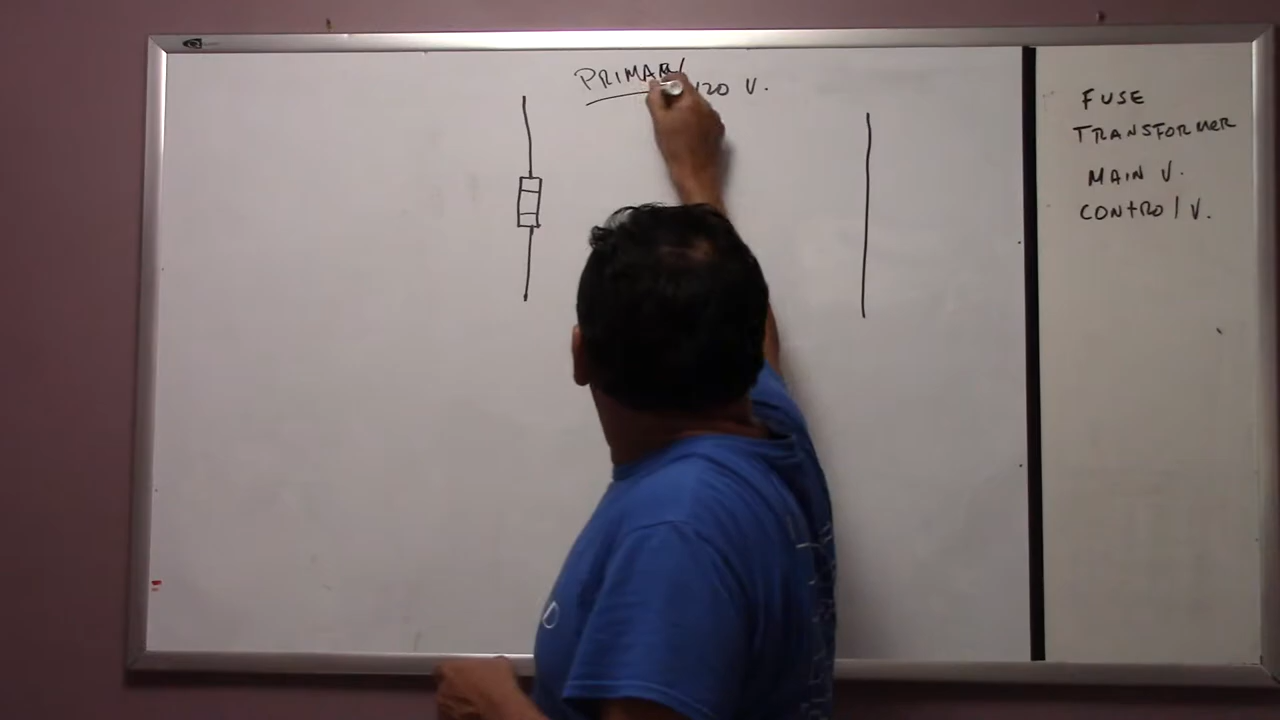 PRIMARY 120 V.
FUSE
TRANSFORMER
MAIN V.
CONTROL V.